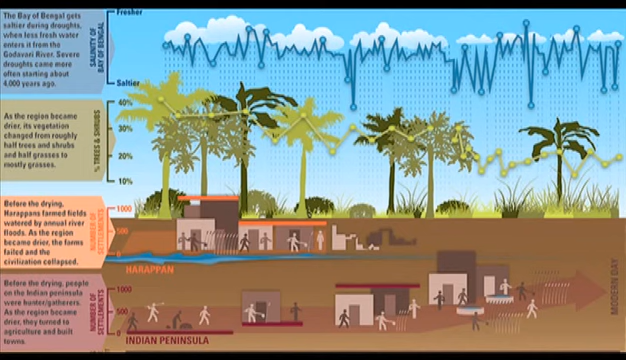 The Bay of Bengal gets
saltier during droughts,
when less fresh water
enters it from the
Godavari River. Severe
droughts came more
often starting about
4,000 years ago.
SALINITY OF
BAY OF BENGAL
Fresher
Saltier
As the region became
drier, its vegetation
changed from roughly
half trees and shrubs
and half grasses to
mostly grasses.
% TREES & SHRUBS
40%
30%
20%
10%
Before the drying,
Harappans farmed fields
watered by annual river
floods. As the region
became drier, the farms
failed and the
civilization collapsed.
NUMBER OF
SETTLEMENTS
1000
500
0
HARAPPAN
Before the drying, people
on the Indian peninsula
were hunter/gatherers.
As the region became
drier, they turned to
agriculture and built
towns.
NUMBER OF
SETTLEMENTS
1000
500
0
INDIAN PENINSULA
MODERN DAY